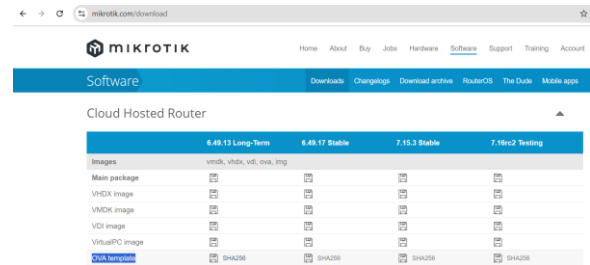 mikrotik.com/download
MIKROTIK
Home About Buy Jobs Hardware Software Support Training Account
Software
Downloads Changelogs Download archive RouterOS The Dude Mobile apps
Cloud Hosted Router
6.49.13 Long-Term 6.49.17 Stable 7.15.3 Stable 7.16rc2 Testing
Images vmdk, vhdx, vdi, ova, img
Main package
VHDX image
VMDK image
VDI image
VirtualPC image
OVA template SHA256 SHA256 SHA256 SHA256